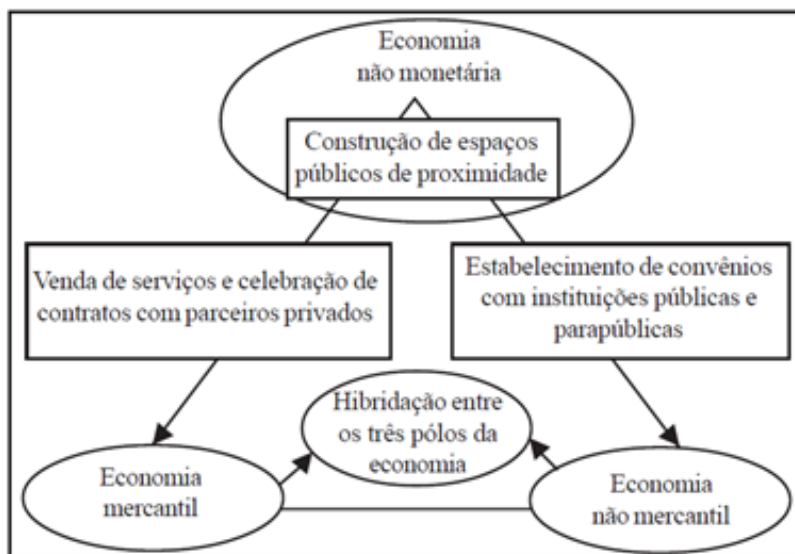 Economia
não monetária
Construção de espaços
públicos de proximidade
Venda de serviços e celebração de
contratos com parceiros privados
Estabelecimento de convênios
com instituições públicas e
parapúblicas
Hibridação entre
os três pólos da
economia
Economia
mercantil
Economia
não mercantil